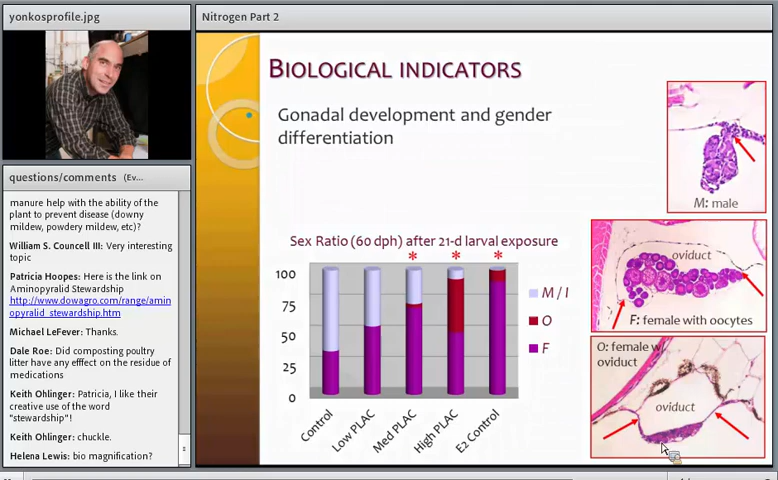 yonkosprofile.jpg
questions/comments (Ev...
manure help with the ability of the
plant to prevent disease (downy
mildew, powdery mildew, etc)?
William S. Councell III: Very interesting
topic
Patricia Hoopes: Here is the link on
Aminopyralid Stewardship
http://www.dowagro.com/range/amin
opyralid_stewardship.htm
Michael LeFever: Thanks.
Dale Roe: Did composting poultry
litter have any efffect on the residue of
medications
Keith Ohlinger: Patricia, I like their
creative use of the word
"stewardship"!
Keith Ohlinger: chuckle.
Helena Lewis: bio magnification?
Nitrogen Part 2
BIOLOGICAL INDICATORS
Gonadal development and gender
differentiation
Sex Ratio (60 dph) after 21-d larval exposure
* * *
100
75
50
25
0
Control
Low PLAC
Med PLAC
High PLAC
E2 Control
M / I
O
F
M: male
oviduct
F: female with oocytes
O: female w
oviduct
oviduct